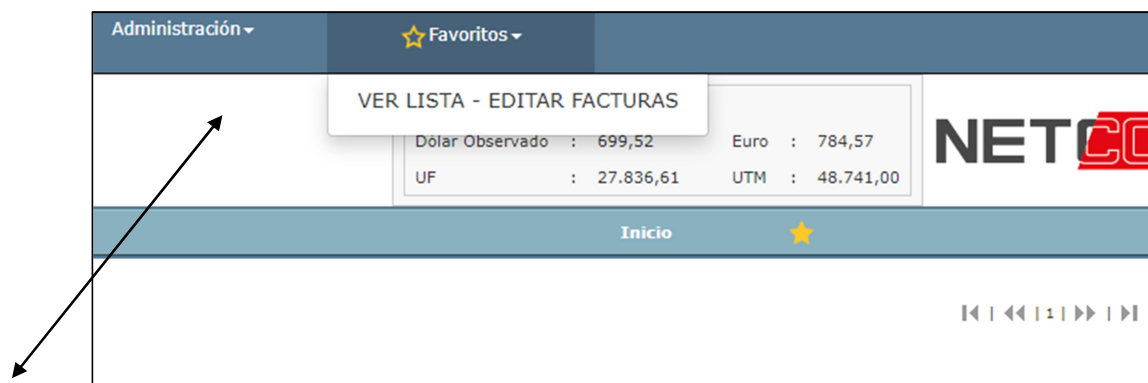 Administración
Favoritos
VER LISTA - EDITAR FACTURAS
Dólar Observado : 699,52 Euro : 784,57
UF : 27.836,61 UTM : 48.741,00
NET
Inicio
| 1 |